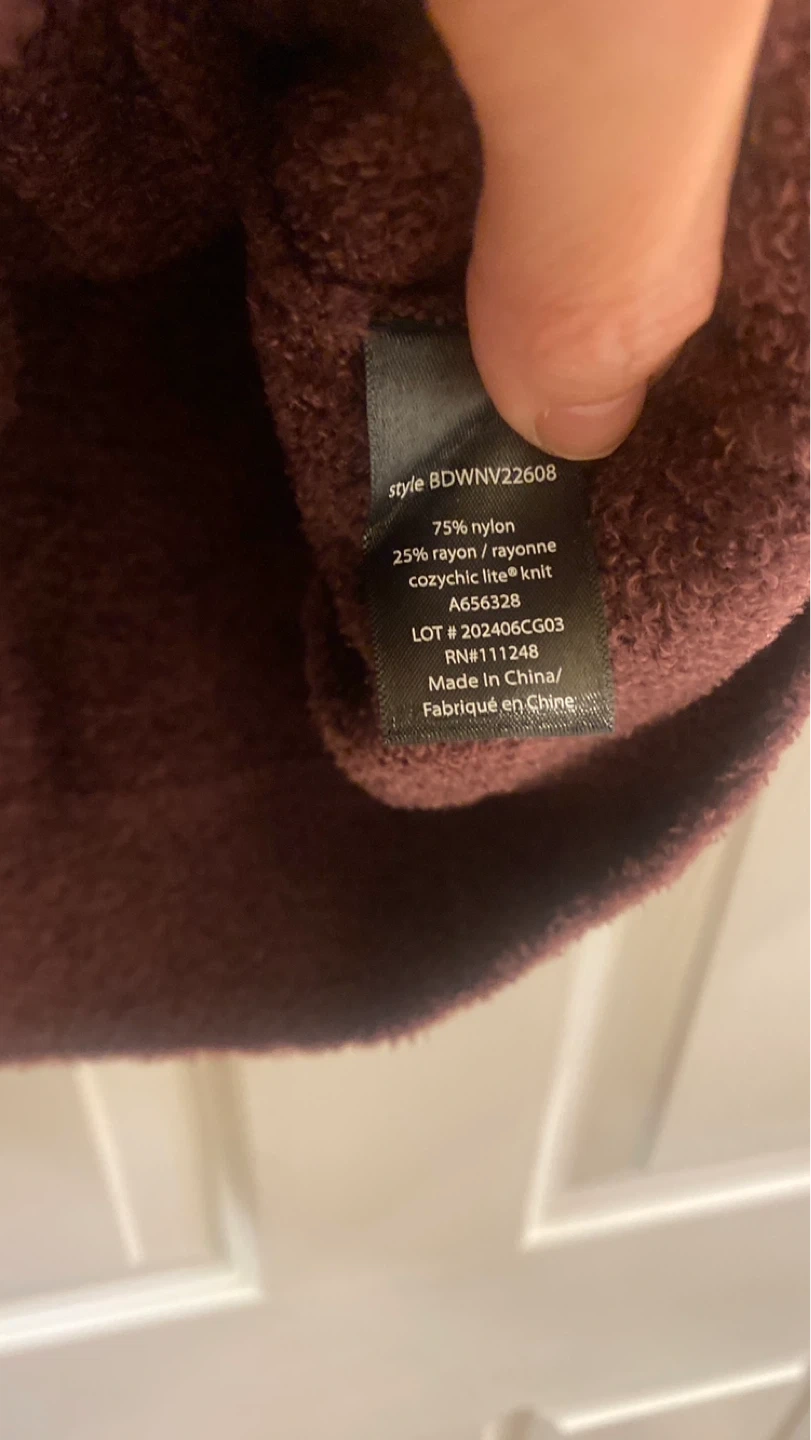 style BDWNV22608
75% nylon
25% rayon / rayonne
cozychic lite® knit
A656328
LOT # 202406CG03
RN#111248
Made In China/
Fabriqué en Chine